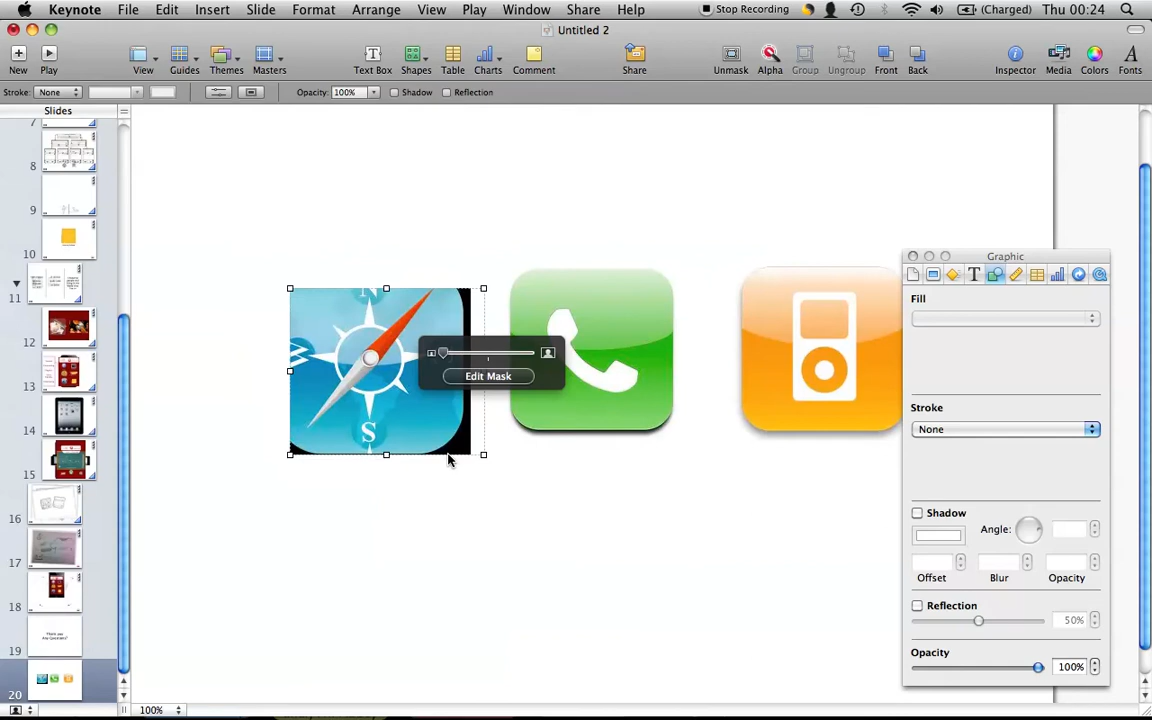 Keynote File Edit Insert Slide Format Arrange View Play Window Share Help Stop Recording (Charged) Thu 00:24
Untitled 2
New Play View Guides Themes Masters Text Box Shapes Table Charts Comment Share Unmask Alpha Group Ungroup Front Back Inspector Media Colors Fonts
Stroke: None Opacity: 100% Shadow Reflection
Slides
7
8
9
10
11
12
13
14
15
16
17
18
19
20
N
W
S
Edit Mask
Graphic
T
Fill
Stroke
None
Shadow
Angle:
Offset Blur Opacity
Reflection
50%
Opacity
100%
100%